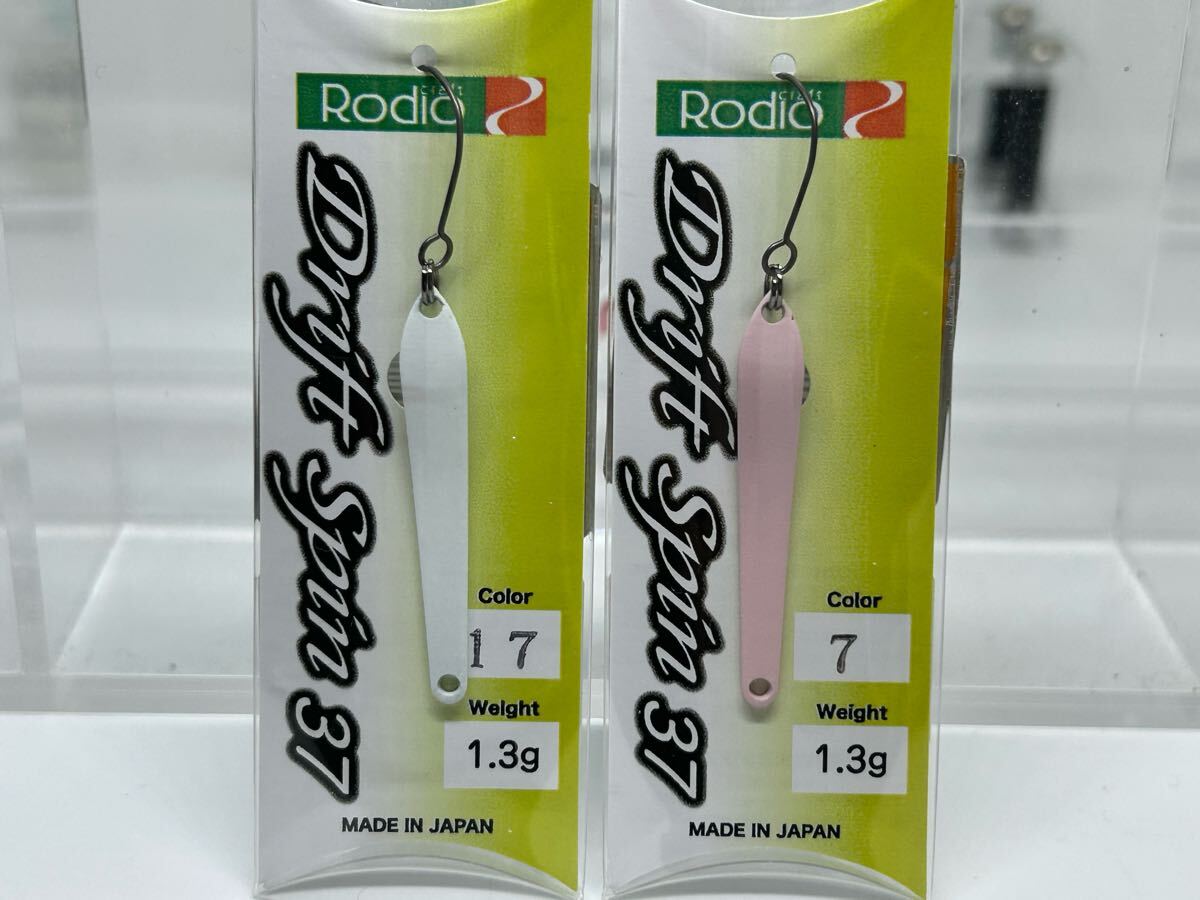 Rodio craft
Drift Spin 37
Color
17
Weight
1.3g
MADE IN JAPAN
Rodio craft
Drift Spin 37
Color
7
Weight
1.3g
MADE IN JAPAN